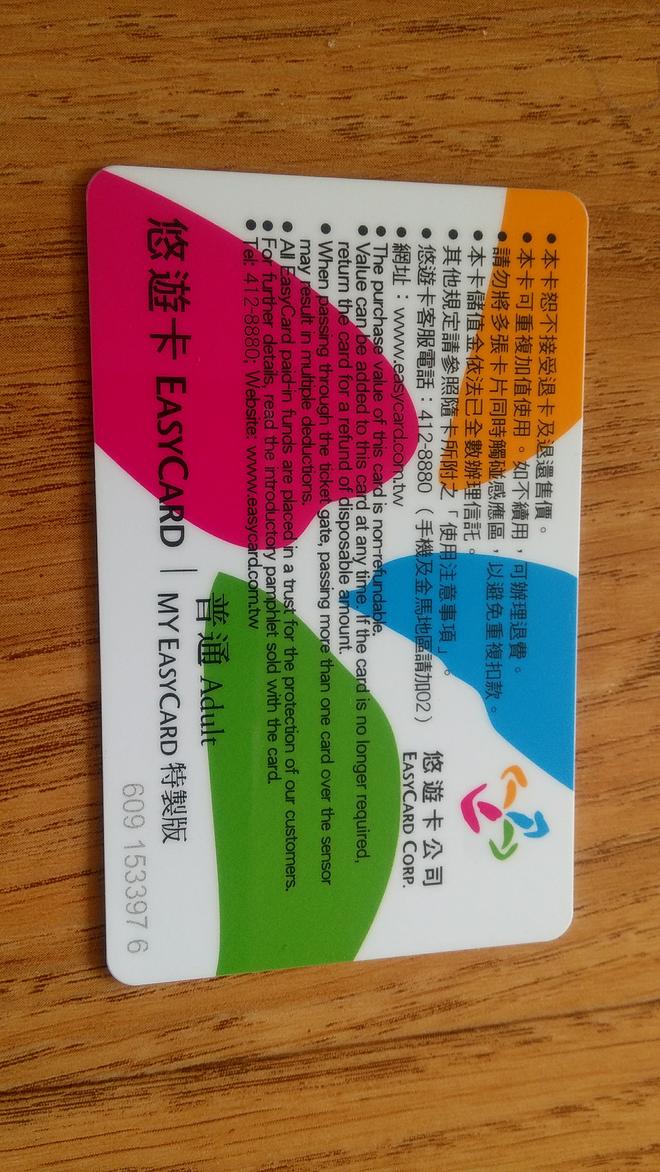 • 本卡恕不接受退卡及退還售價。
• 本卡可重複加值使用。如不續用，可辦理退費。
• 請勿將多張卡片同時觸碰感應區，以避免重複扣款。
• 本卡儲值金依法已全數辦理信託。
• 其他規定請參照隨卡所附之「使用注意事項」。
• 悠遊卡客服電話：412-8880（手機及金馬地區請加02）
• 網址：www.easycard.com.tw
• The purchase value of this card is non-refundable.
• Value can be added to this card at any time. If the card is no longer required,
return the card for a refund of disposable amount.
• When passing through the ticket gate, passing more than one card over the sensor
may result in multiple deductions.
• All EasyCard paid-in funds are placed in a trust for the protection of our customers.
• For further details, read the introductory pamphlet sold with the card.
• Tel: 412-8880; Website: www.easycard.com.tw
悠遊卡公司
EASYCARD CORP.
普通 Adult
悠遊卡 EASYCARD | MY EASYCARD 特製版
609 1533397 6